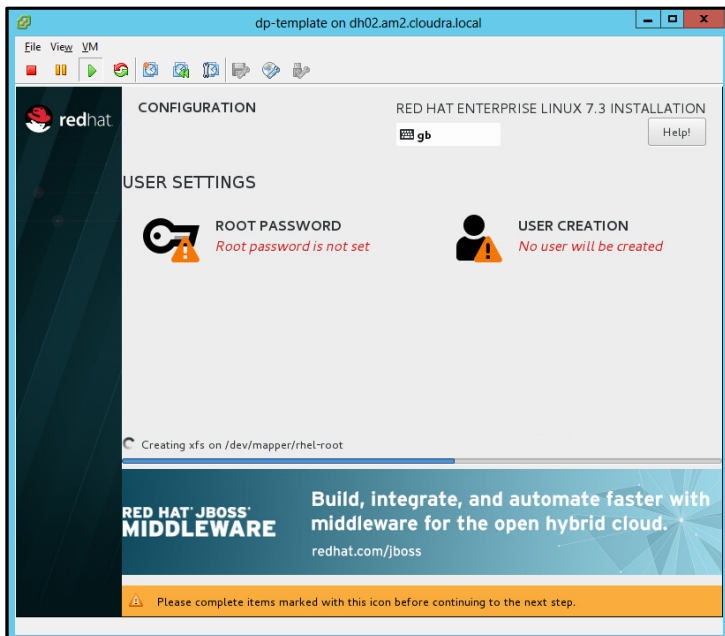 dp-template on dh02.am2.cloudra.local
File View VM
redhat.
CONFIGURATION
RED HAT ENTERPRISE LINUX 7.3 INSTALLATION
gb
Help!
USER SETTINGS
ROOT PASSWORD
Root password is not set
USER CREATION
No user will be created
Creating xfs on /dev/mapper/rhel-root
RED HAT® JBOSS®
MIDDLEWARE
Build, integrate, and automate faster with
middleware for the open hybrid cloud.
redhat.com/jboss
Please complete items marked with this icon before continuing to the next step.